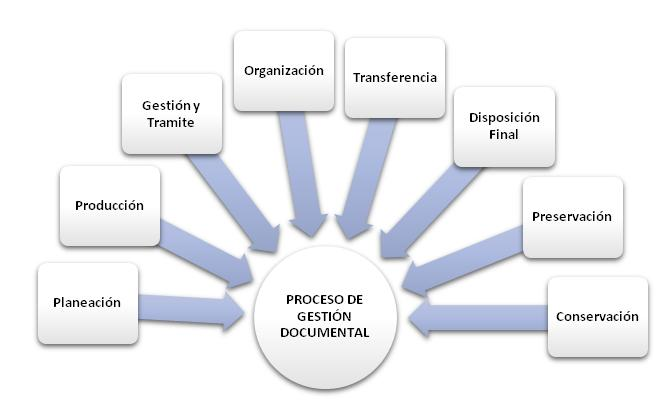 Planeación
Producción
Gestión y
Tramite
Organización
Transferencia
Disposición
Final
Preservación
Conservación
PROCESO DE
GESTIÓN
DOCUMENTAL